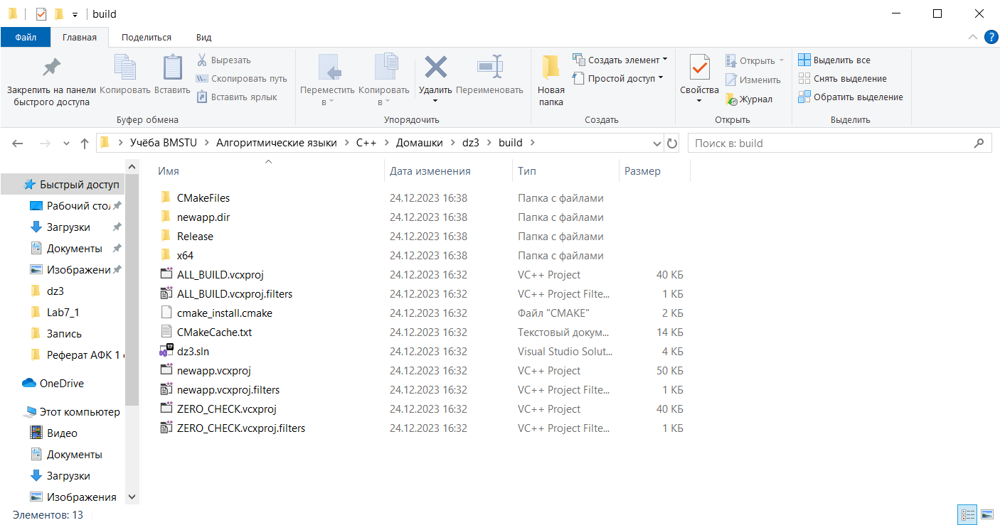 build
Файл Главная Поделиться Вид
Закрепить на панели быстрого доступа
Копировать
Вставить
Вырезать
Скопировать путь
Вставить ярлык
Буфер обмена
Переместить в
Копировать в
Удалить
Переименовать
Упорядочить
Новая папка
Создать элемент
Простой доступ
Создать
Свойства
Открыть
Изменить
Журнал
Открыть
Выделить все
Снять выделение
Обратить выделение
Выделить
Учёба BMSTU > Алгоритмические языки > C++ > Домашки > dz3 > build >
Поиск в: build
Быстрый доступ
Рабочий стол
Загрузки
Документы
Изображени
dz3
Lab7_1
Запись
Реферат АФК 1
OneDrive
Этот компьютер
Видео
Документы
Загрузки
Изображения
Имя Дата изменения Тип Размер
CMakeFiles 24.12.2023 16:38 Папка с файлами
newapp.dir 24.12.2023 16:38 Папка с файлами
Release 24.12.2023 16:38 Папка с файлами
x64 24.12.2023 16:38 Папка с файлами
ALL_BUILD.vcxproj 24.12.2023 16:32 VC++ Project 40 КБ
ALL_BUILD.vcxproj.filters 24.12.2023 16:32 VC++ Project Filte... 1 КБ
cmake_install.cmake 24.12.2023 16:32 Файл "CMAKE" 2 КБ
CMakeCache.txt 24.12.2023 16:32 Текстовый докум... 14 КБ
dz3.sln 24.12.2023 16:32 Visual Studio Solut... 4 КБ
newapp.vcxproj 24.12.2023 16:32 VC++ Project 50 КБ
newapp.vcxproj.filters 24.12.2023 16:32 VC++ Project Filte... 1 КБ
ZERO_CHECK.vcxproj 24.12.2023 16:32 VC++ Project 40 КБ
ZERO_CHECK.vcxproj.filters 24.12.2023 16:32 VC++ Project Filte... 1 КБ
Элементов: 13